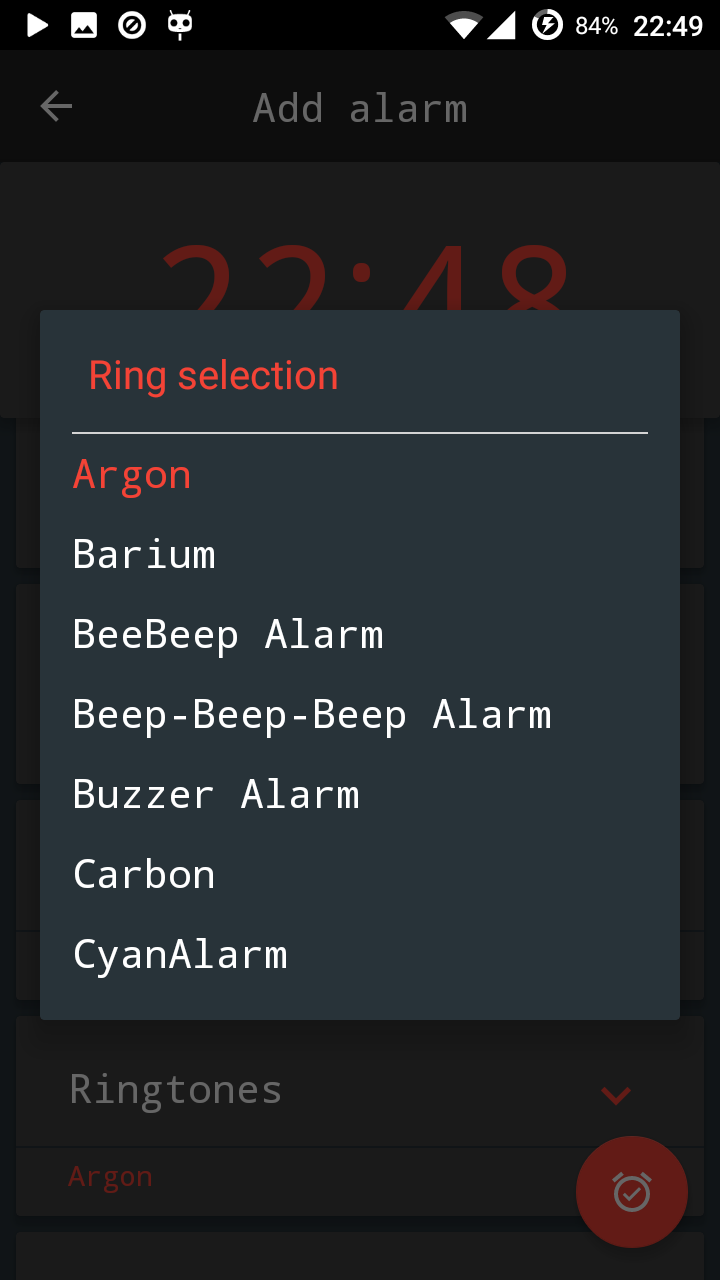 84% 22:49
Add alarm
22:48
Ring selection
Argon
Barium
BeeBeep Alarm
Beep-Beep-Beep Alarm
Buzzer Alarm
Carbon
CyanAlarm
Ringtones
Argon